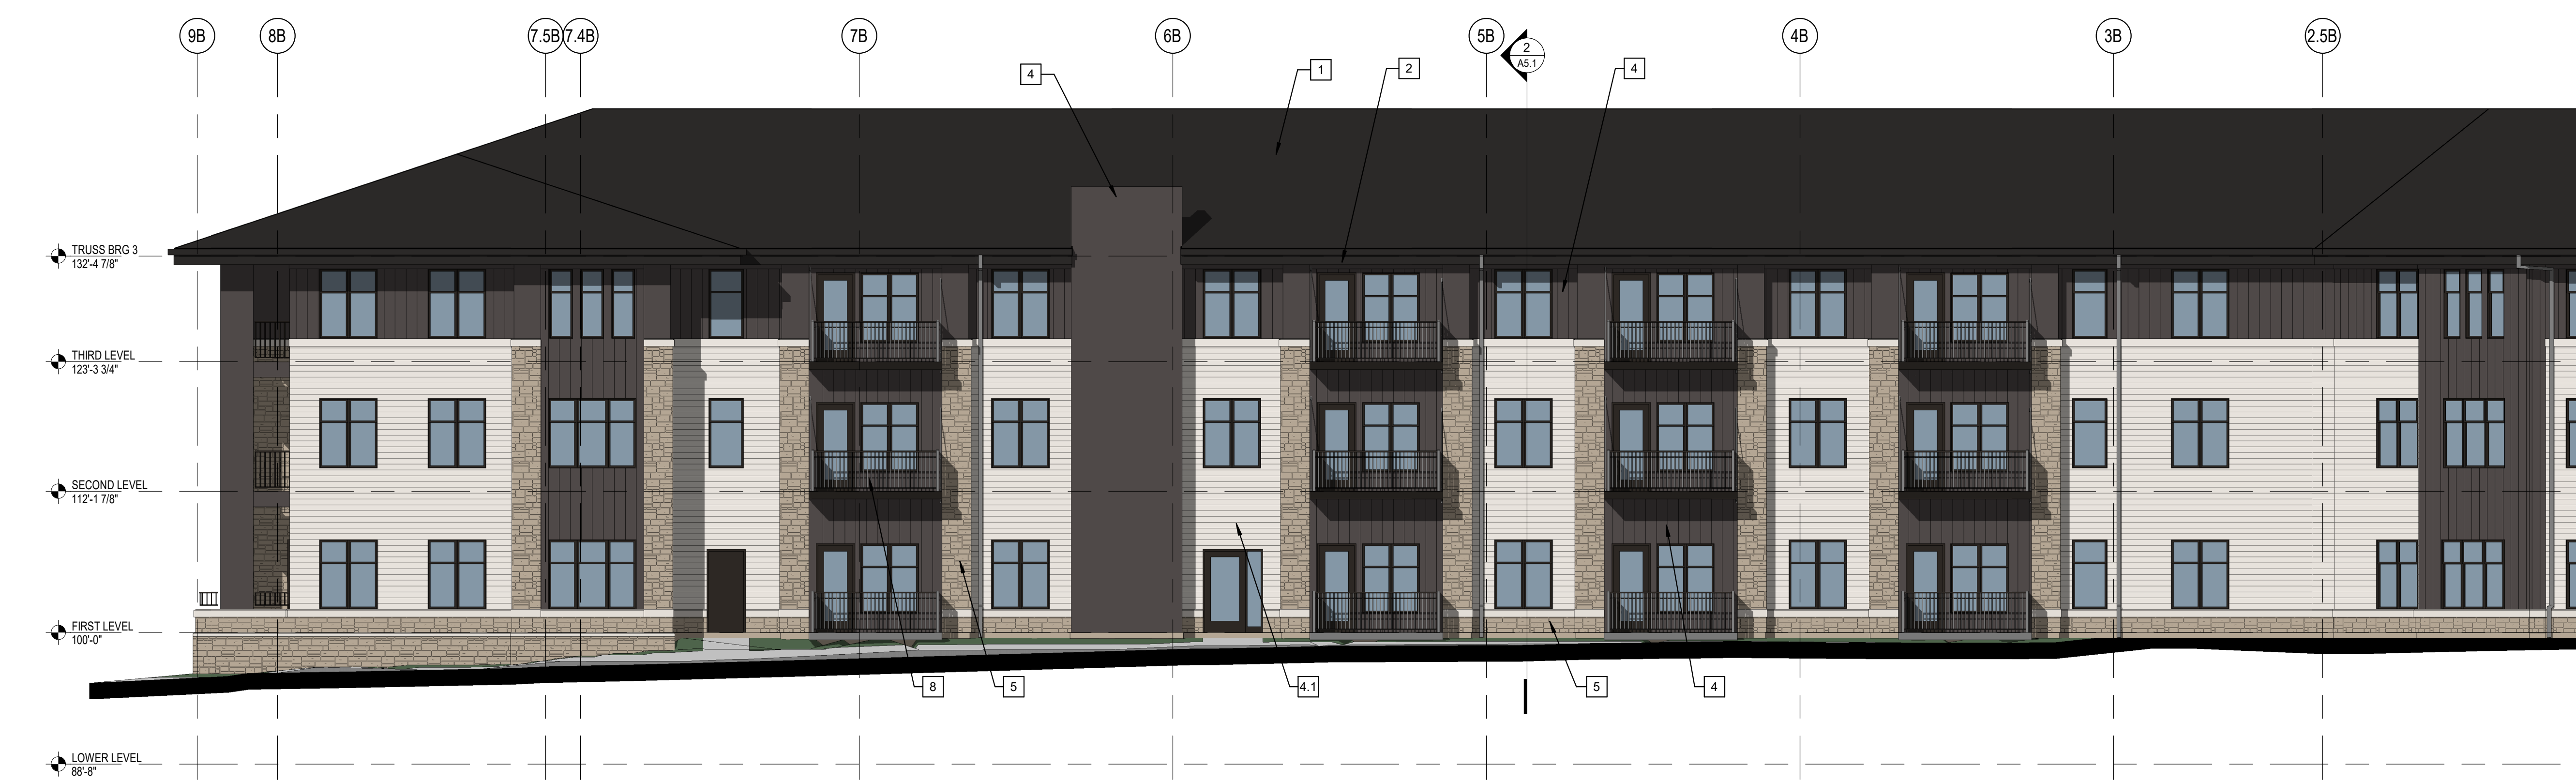 9B
8B
7.5B
7.4B
7B
6B
5B
2
A5.1
4B
3B
2.5B
4
1
2
4
TRUSS BRG 3
132'-4 7/8"
THIRD LEVEL
123'-3 3/4"
SECOND LEVEL
112'-1 7/8"
FIRST LEVEL
100'-0"
8
5
4.1
5
4
LOWER LEVEL
88'-8"